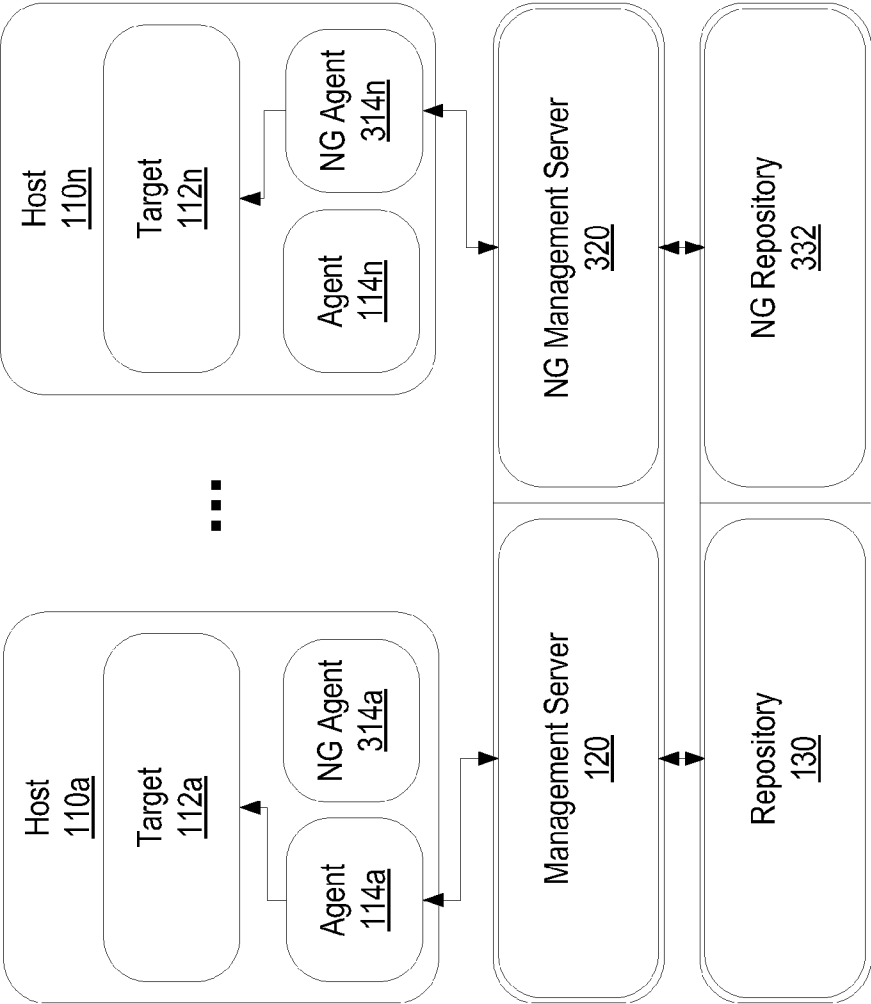 Host
110a
Target
112a
Agent
114a
NG Agent
314a
...
Host
110n
Target
112n
Agent
114n
NG Agent
314n
Management Server
120
NG Management Server
320
Repository
130
NG Repository
332